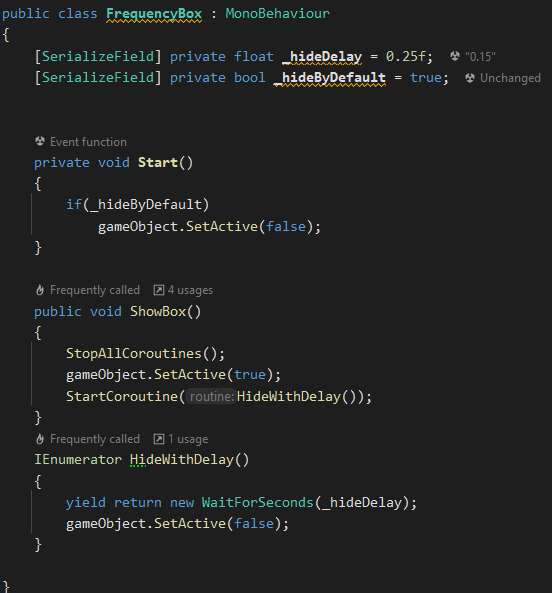 public class FrequencyBox : MonoBehaviour
{
    [SerializeField] private float _hideDelay = 0.25f; "0.15"
    [SerializeField] private bool _hideByDefault = true; Unchanged
    Event function
    private void Start()
    {
        if(_hideByDefault)
            gameObject.SetActive(false);
    }
    Frequently called 4 usages
    public void ShowBox()
    {
        StopAllCoroutines();
        gameObject.SetActive(true);
        StartCoroutine(routine:HideWithDelay());
    }
    Frequently called 1 usage
    IEnumerator HideWithDelay()
    {
        yield return new WaitForSeconds(_hideDelay);
        gameObject.SetActive(false);
    }
}